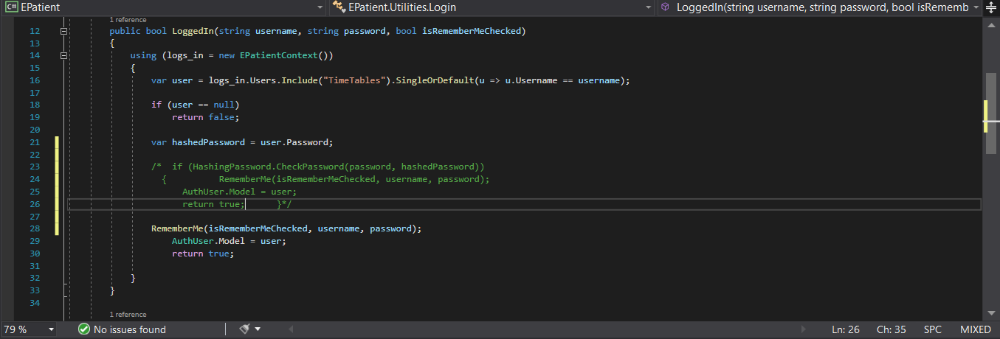 C# EPatient EPatient.Utilities.Login LoggedIn(string username, string password, bool isRememb
1 reference
12 public bool LoggedIn(string username, string password, bool isRememberMeChecked)
13 {
14 using (logs_in = new EPatientContext())
15 {
16 var user = logs_in.Users.Include("TimeTables").SingleOrDefault(u => u.Username == username);
17
18 if (user == null)
19 return false;
20
21 var hashedPassword = user.Password;
22
23 /* if (HashingPassword.CheckPassword(password, hashedPassword))
24 { RememberMe(isRememberMeChecked, username, password);
25 AuthUser.Model = user;
26 return true; }*/
27
28 RememberMe(isRememberMeChecked, username, password);
29 AuthUser.Model = user;
30 return true;
31
32 }
33 }
34
1 reference
79 % No issues found Ln: 26 Ch: 35 SPC MIXED